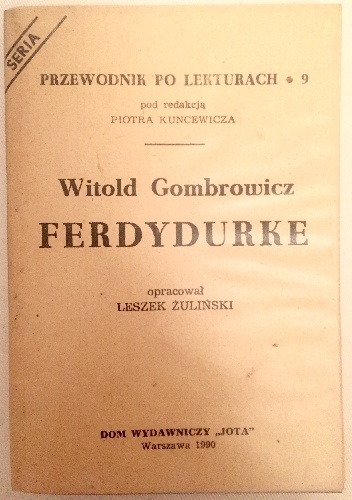 SERIA
PRZEWODNIK PO LEKTURACH • 9
pod redakcją
PIOTRA KUNCEWICZA
Witold Gombrowicz
FERDYDURKE
opracował
LESZEK ŻULIŃSKI
DOM WYDAWNICZY „JOTA"
Warszawa 1990